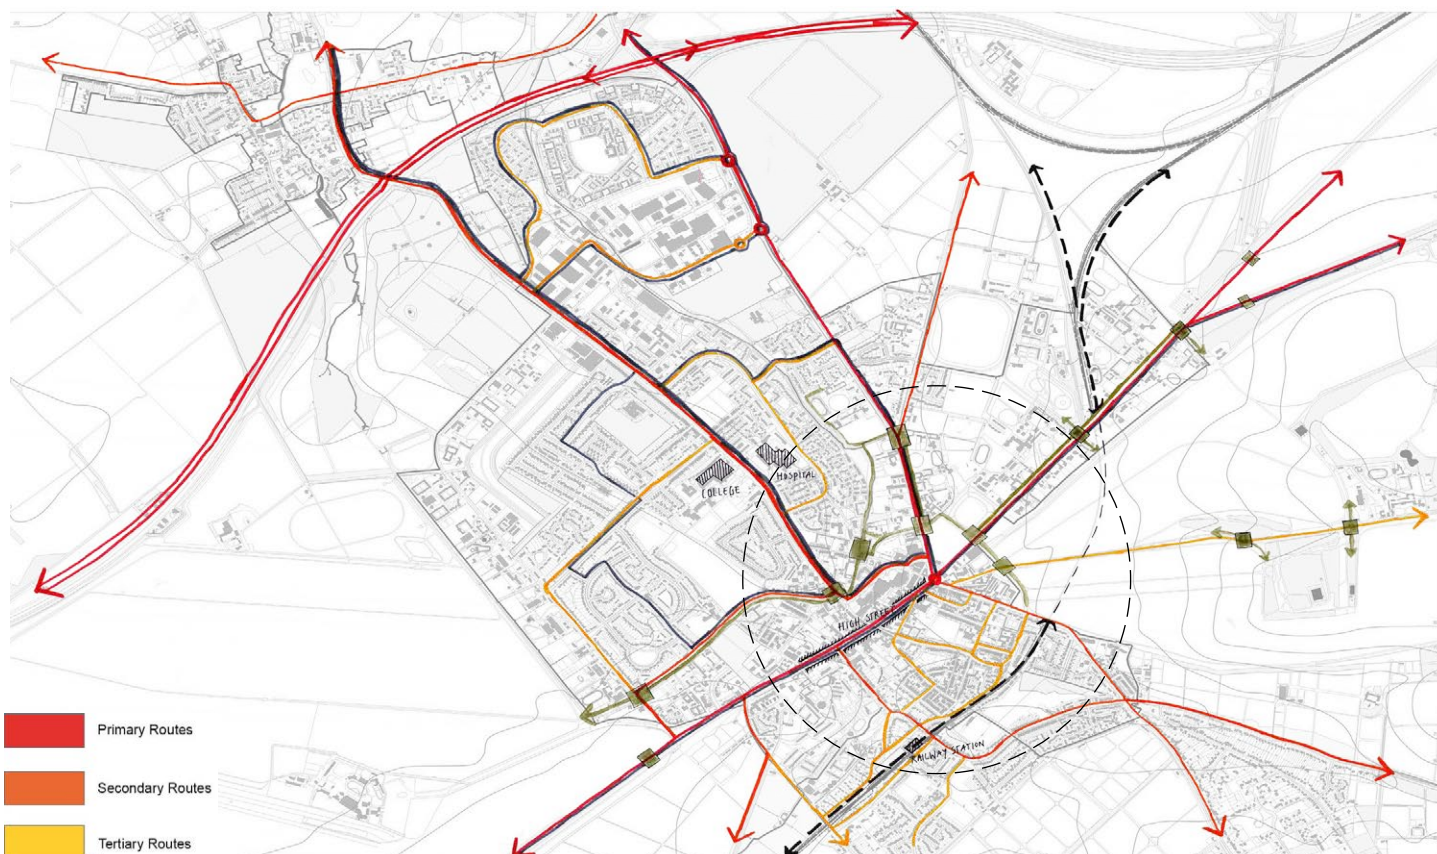 COLLEGE
HOSPITAL
HIGH STREET
RAILWAY STATION
Primary Routes
Secondary Routes
Tertiary Routes